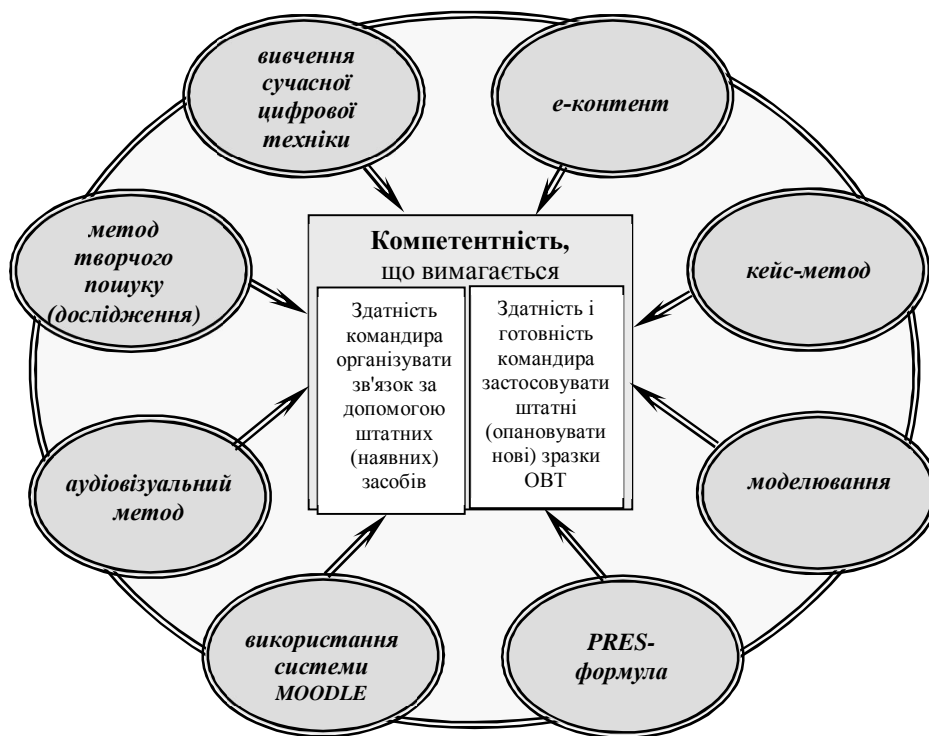 вивчення
сучасної
цифрової
техніки
е-контент
метод
творчого
пошуку
(дослідження)
Компетентність,
що вимагається
кейс-метод
Здатність
командира
організувати
зв'язок за
допомогою
штатних
(наявних)
засобів
Здатність і
готовність
командира
застосовувати
штатні
(опановувати
нові) зразки
ОВТ
аудіовізуальний
метод
моделювання
використання
системи
MOODLE
PRES-
формула